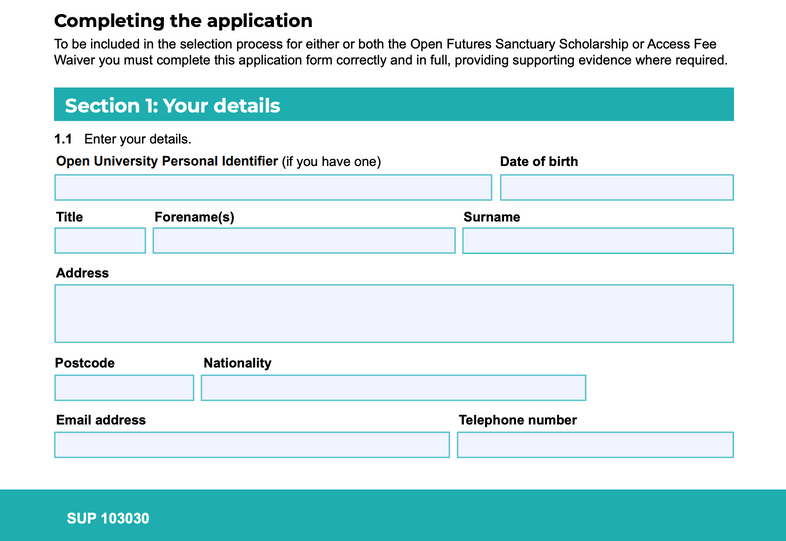 Completing the application
To be included in the selection process for either or both the Open Futures Sanctuary Scholarship or Access Fee
Waiver you must complete this application form correctly and in full, providing supporting evidence where required.
Section 1: Your details
1.1 Enter your details.
Open University Personal Identifier (if you have one) Date of birth
Title Forename(s) Surname
Address
Postcode Nationality
Email address Telephone number
SUP 103030